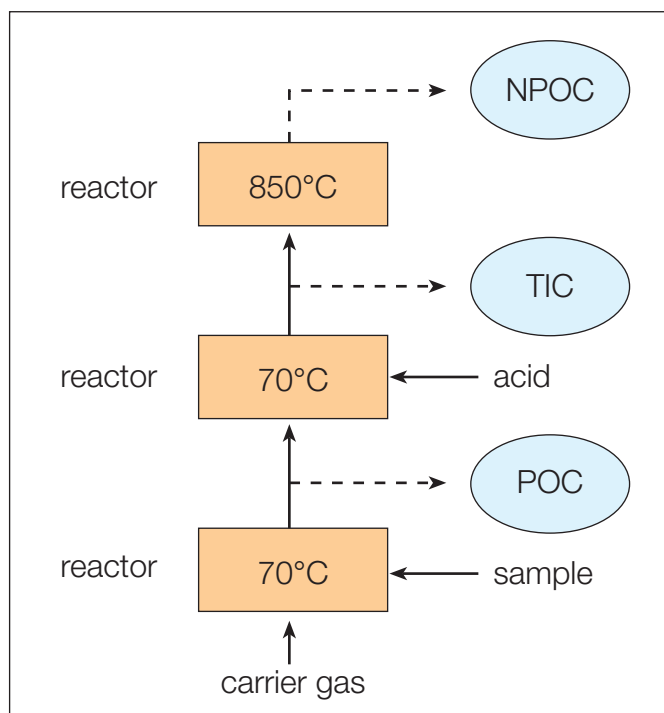 NPOC
reactor 850°C
TIC
reactor 70°C acid
POC
reactor 70°C sample
carrier gas